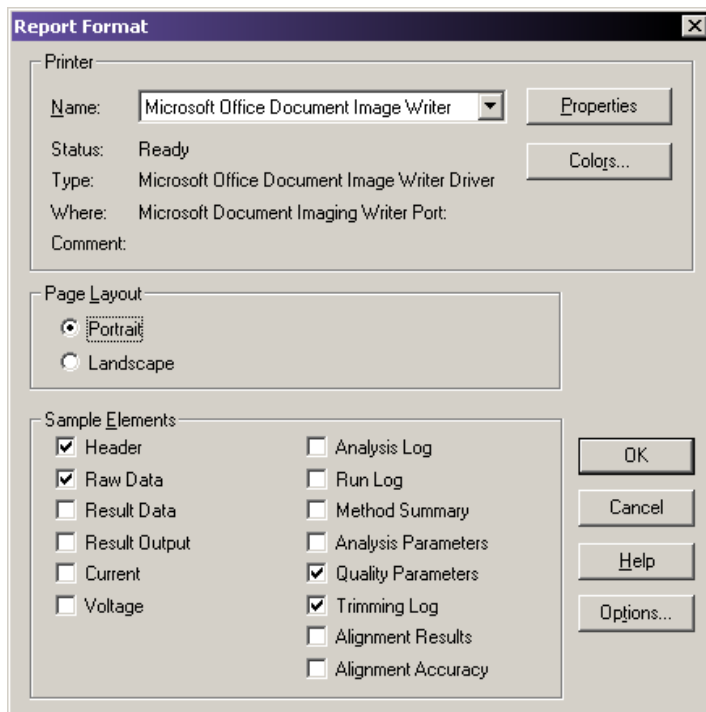 Report Format
Printer
Name: Microsoft Office Document Image Writer Properties
Status: Ready
Colors...
Type: Microsoft Office Document Image Writer Driver
Where: Microsoft Document Imaging Writer Port:
Comment:
Page Layout
Portrait
Landscape
Sample Elements
Header
Raw Data
Result Data
Result Output
Current
Voltage
Analysis Log
Run Log
Method Summary
Analysis Parameters
Quality Parameters
Trimming Log
Alignment Results
Alignment Accuracy
OK
Cancel
Help
Options...